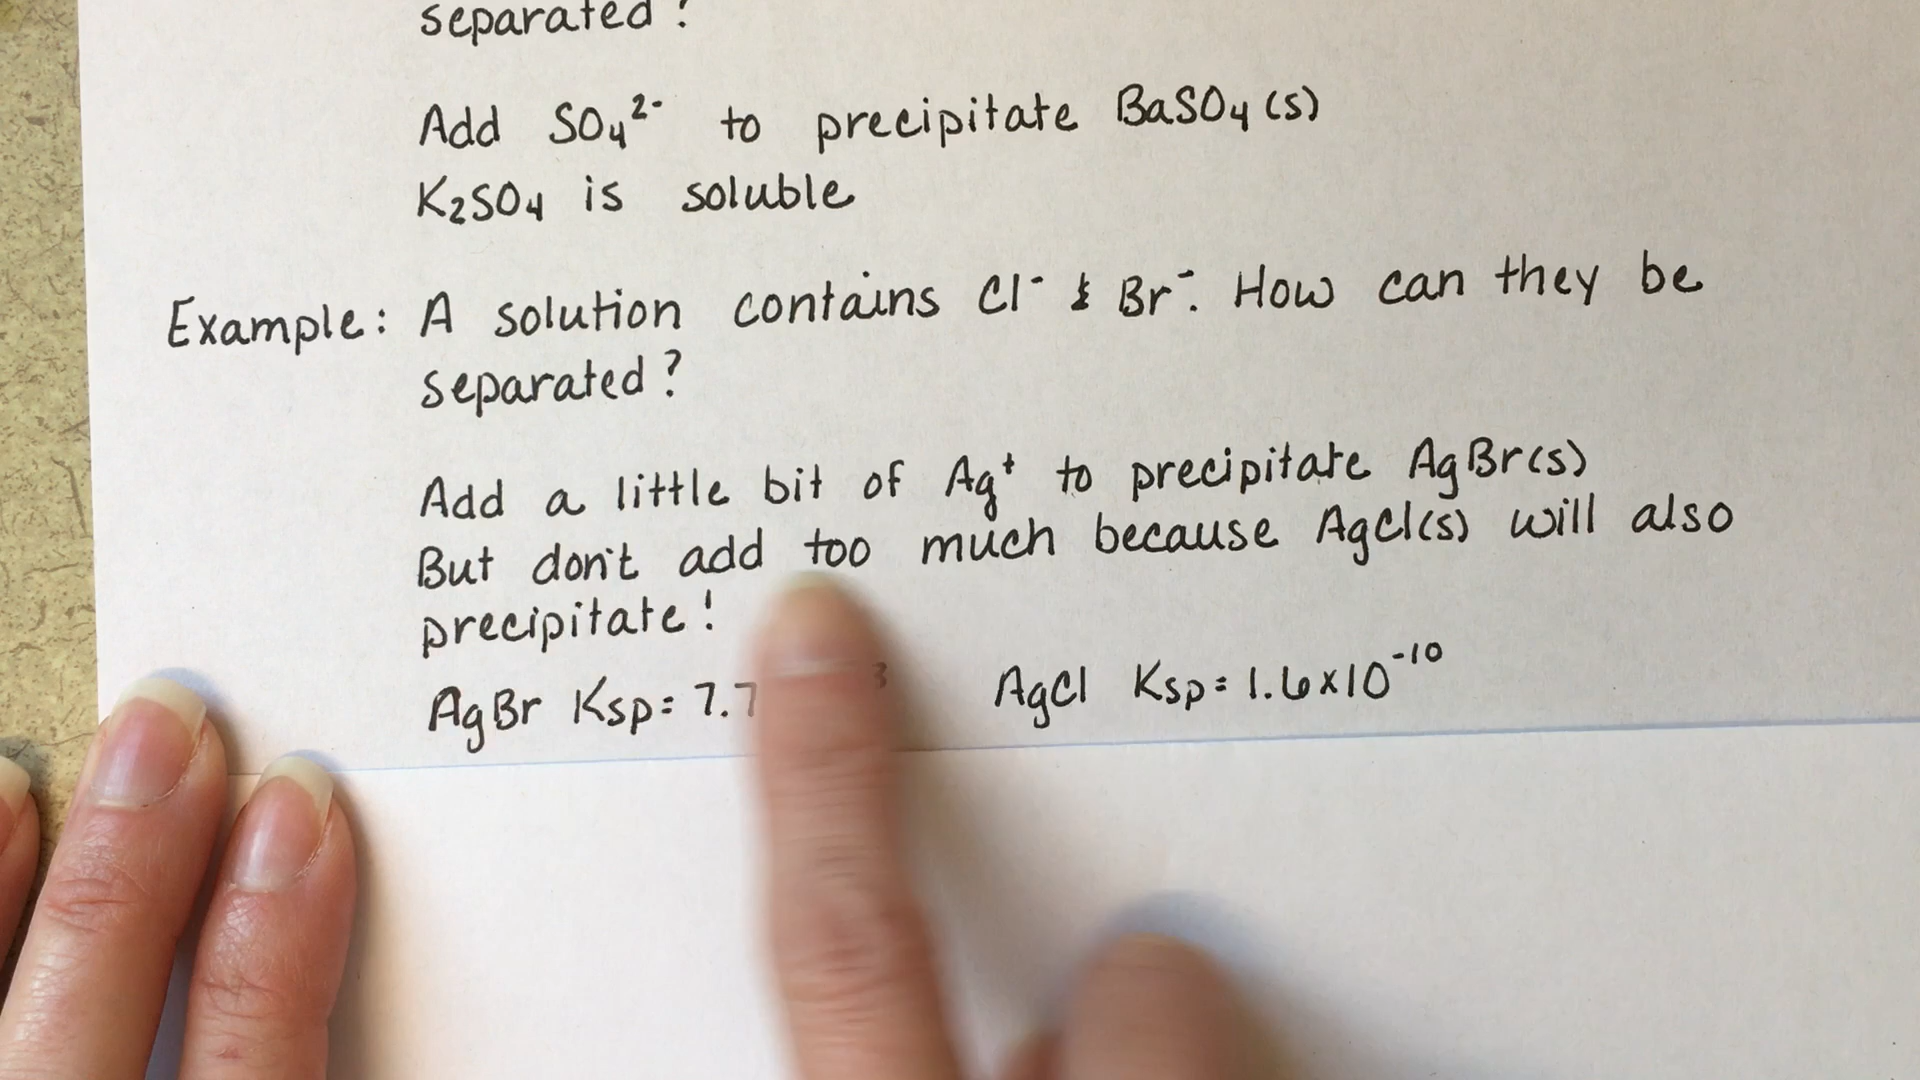 separated?
Add SO₄²⁻ to precipitate BaSO₄(s)
K₂SO₄ is soluble
Example: A solution contains Cl⁻ & Br⁻. How can they be
separated?
Add a little bit of Ag⁺ to precipitate AgBr(s)
But don't add too much because AgCl(s) will also
precipitate!
AgBr Ksp = 7.7 AgCl Ksp = 1.6x10⁻¹⁰